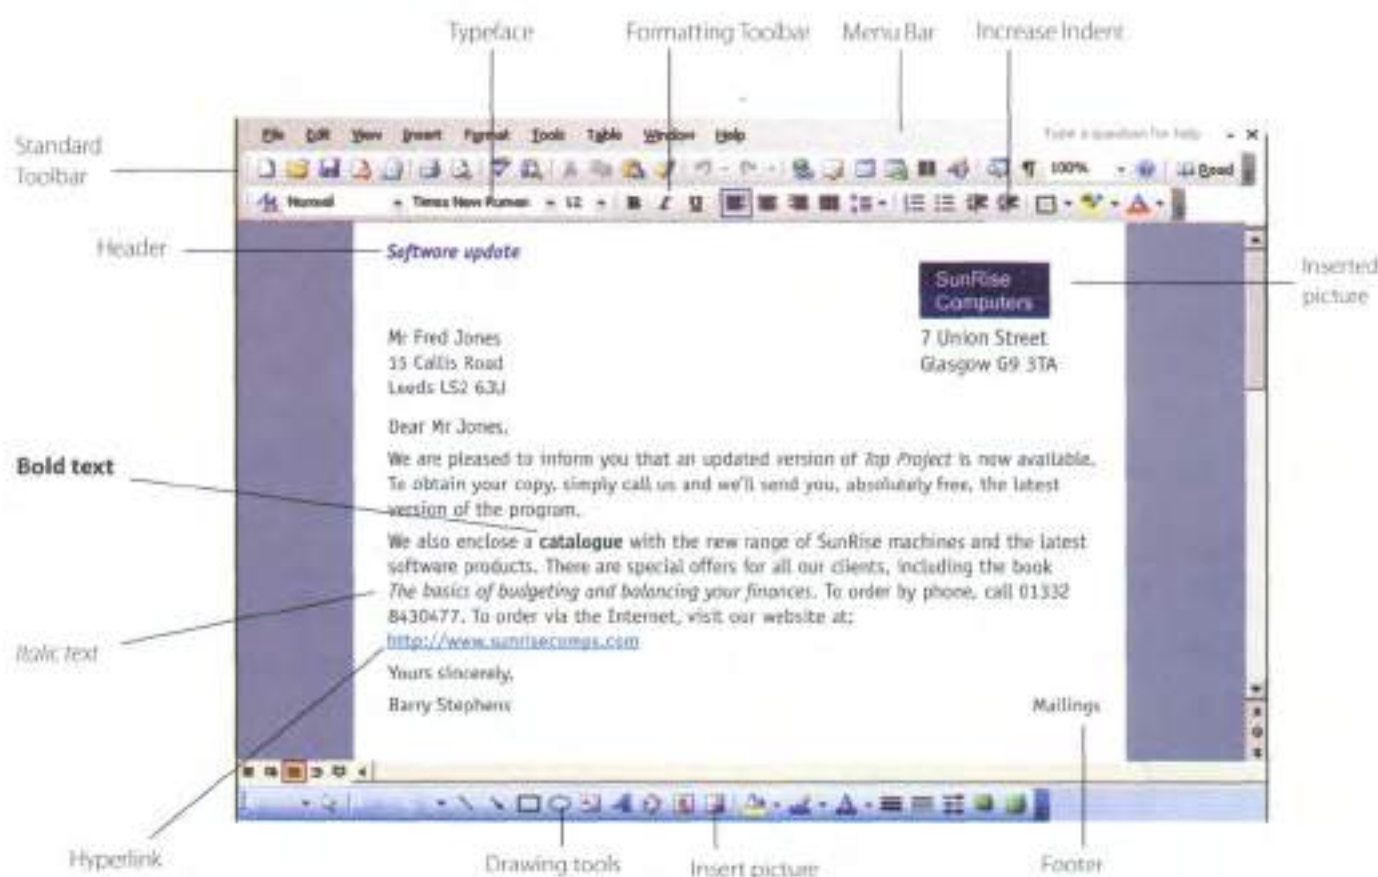 Typeface Formatting Toolbar Menu Bar Increase Indent
Standard
Toolbar
File Edit View Insert Format Tools Table Window Help Type a question for help
100% Read
Normal Times New Roman 12 B I U
Header
Software update
Inserted
picture
SunRise
Computers
Mr Fred Jones 7 Union Street
15 Callis Road Glasgow G9 3TA
Leeds LS2 6JJ
Dear Mr Jones,
Bold text
We are pleased to inform you that an updated version of Top Project is now available.
To obtain your copy, simply call us and we'll send you, absolutely free, the latest
version of the program.
We also enclose a catalogue with the new range of SunRise machines and the latest
software products. There are special offers for all our clients, including the book
The basics of budgeting and balancing your finances. To order by phone, call 01332
8430477. To order via the Internet, visit our website at:
http://www.sunrisecomps.com
Italic text
Yours sincerely,
Barry Stephens Mailings
Hyperlink Drawing tools Insert picture Footer